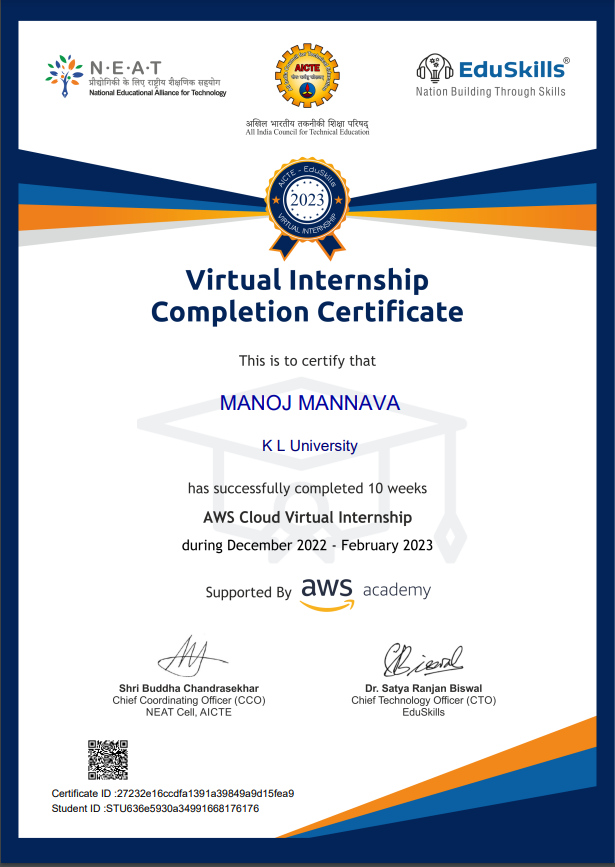 N·E·A·T
प्रौद्योगिकी के लिए राष्ट्रीय शैक्षणिक सहयोग
National Educational Alliance for Technology
AICTE
अखिल भारतीय तकनीकी शिक्षा परिषद्
All India Council for Technical Education
EduSkills®
Nation Building Through Skills
AICTE - EduSkills
2023
VIRTUAL INTERNSHIP
Virtual Internship
Completion Certificate
This is to certify that
MANOJ MANNAVA
K L University
has successfully completed 10 weeks
AWS Cloud Virtual Internship
during December 2022 - February 2023
Supported By aws academy
Shri Buddha Chandrasekhar
Chief Coordinating Officer (CCO)
NEAT Cell, AICTE
Dr. Satya Ranjan Biswal
Chief Technology Officer (CTO)
EduSkills
Certificate ID :27232e16ccdfa1391a39849a9d15fea9
Student ID :STU636e5930a34991668176176